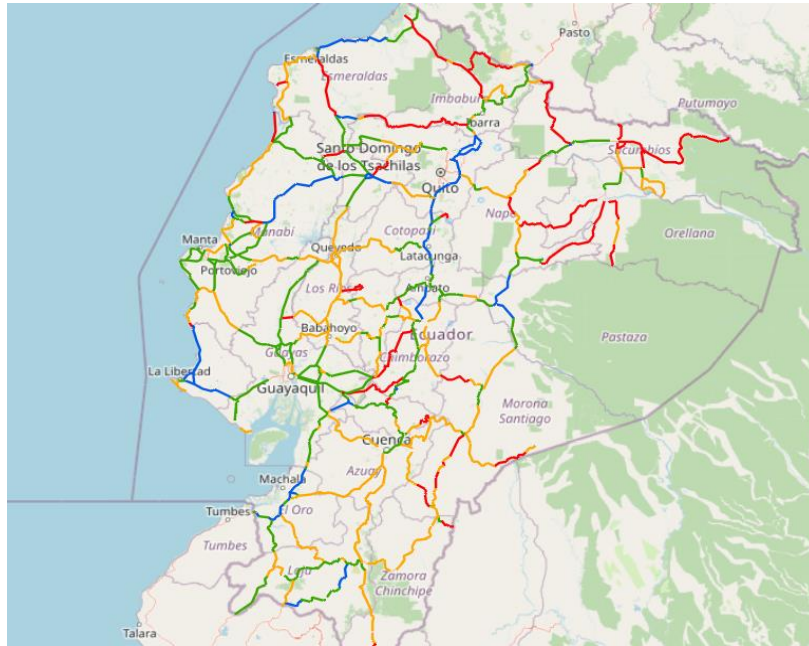 Pasto
Esmeraldas
Esmeraldas
Imbabura
Putumayo
Ibarra
Sucumbíos
Santo Domingo
de los Tsáchilas
Quito
Napo
Manta
Manabí
Cotopaxi
Orellana
Quevedo
Latacunga
Portoviejo
Los Ríos
Ambato
Pastaza
Babahoyo
Ecuador
Guayas
Chimborazo
La Libertad
Guayaquil
Morona
Santiago
Cuenca
Azuay
Machala
Tumbes
El Oro
Tumbes
Loja
Zamora
Chinchipe
Talara